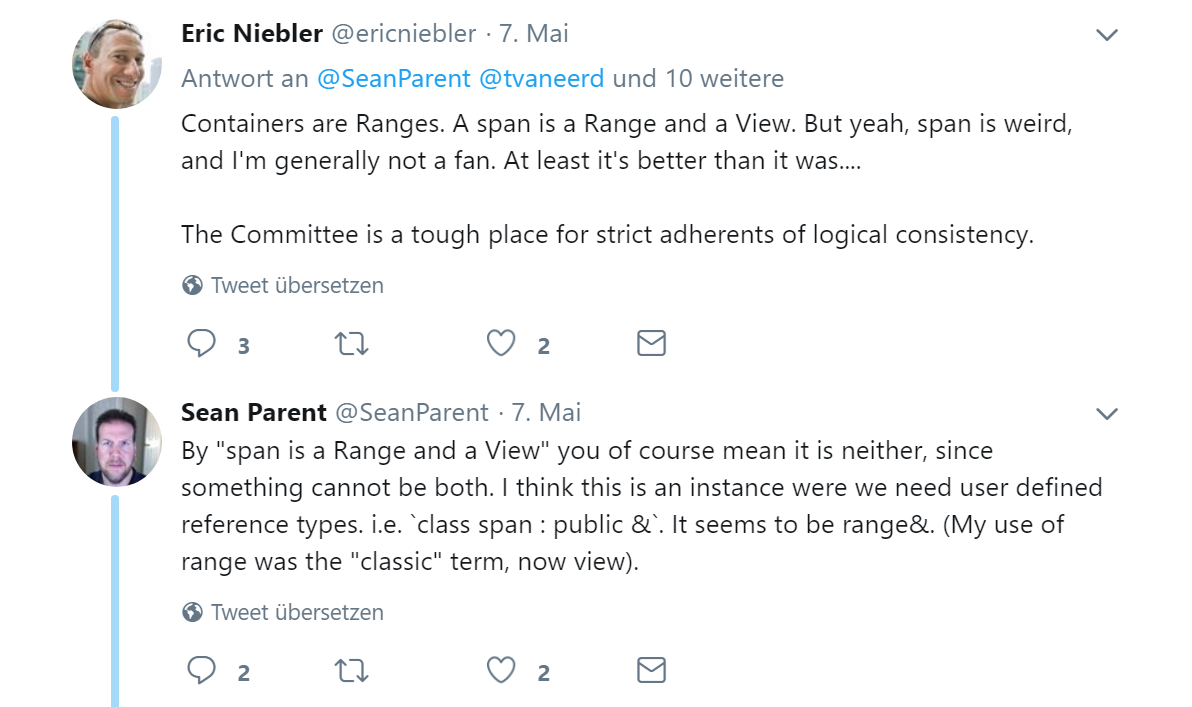 Eric Niebler @ericniebler · 7. Mai
Antwort an @SeanParent @tvaneerd und 10 weitere
Containers are Ranges. A span is a Range and a View. But yeah, span is weird,
and I'm generally not a fan. At least it's better than it was....
The Committee is a tough place for strict adherents of logical consistency.
Tweet übersetzen
3 2
Sean Parent @SeanParent · 7. Mai
By "span is a Range and a View" you of course mean it is neither, since
something cannot be both. I think this is an instance were we need user defined
reference types. i.e. `class span : public &`. It seems to be range&. (My use of
range was the "classic" term, now view).
Tweet übersetzen
2 2